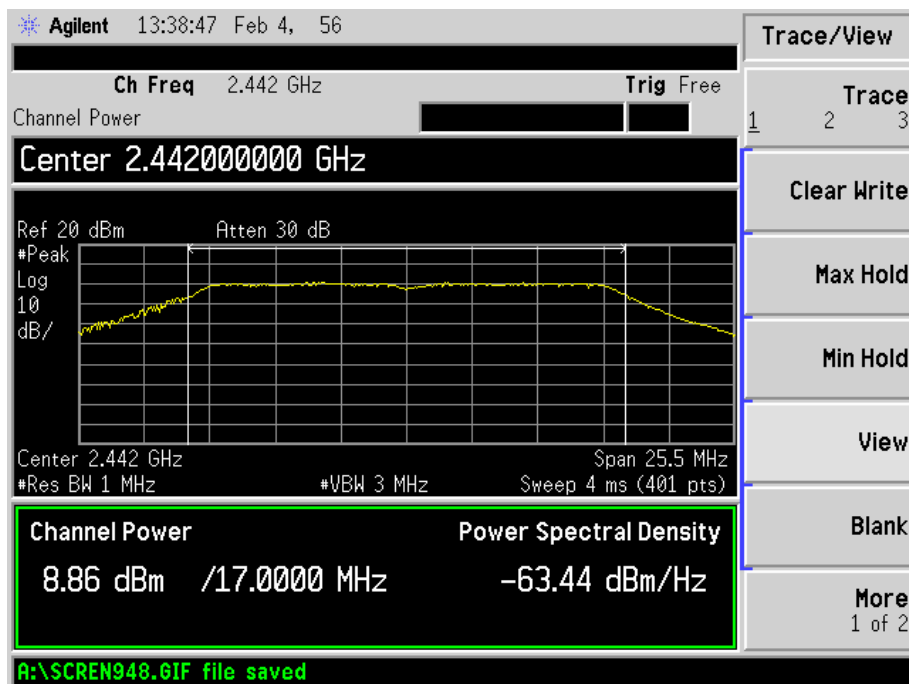 Agilent 13:38:47 Feb 4, 56
Trace/View
Ch Freq 2.442 GHz Trig Free
Channel Power
Center 2.442000000 GHz
Ref 20 dBm Atten 30 dB
#Peak
Log
10
dB/
Center 2.442 GHz Span 25.5 MHz
#Res BW 1 MHz #VBW 3 MHz Sweep 4 ms (401 pts)
Channel Power Power Spectral Density
8.86 dBm /17.0000 MHz -63.44 dBm/Hz
A:\SCREN948.GIF file saved
Trace
1 2 3
Clear Write
Max Hold
Min Hold
View
Blank
More
1 of 2